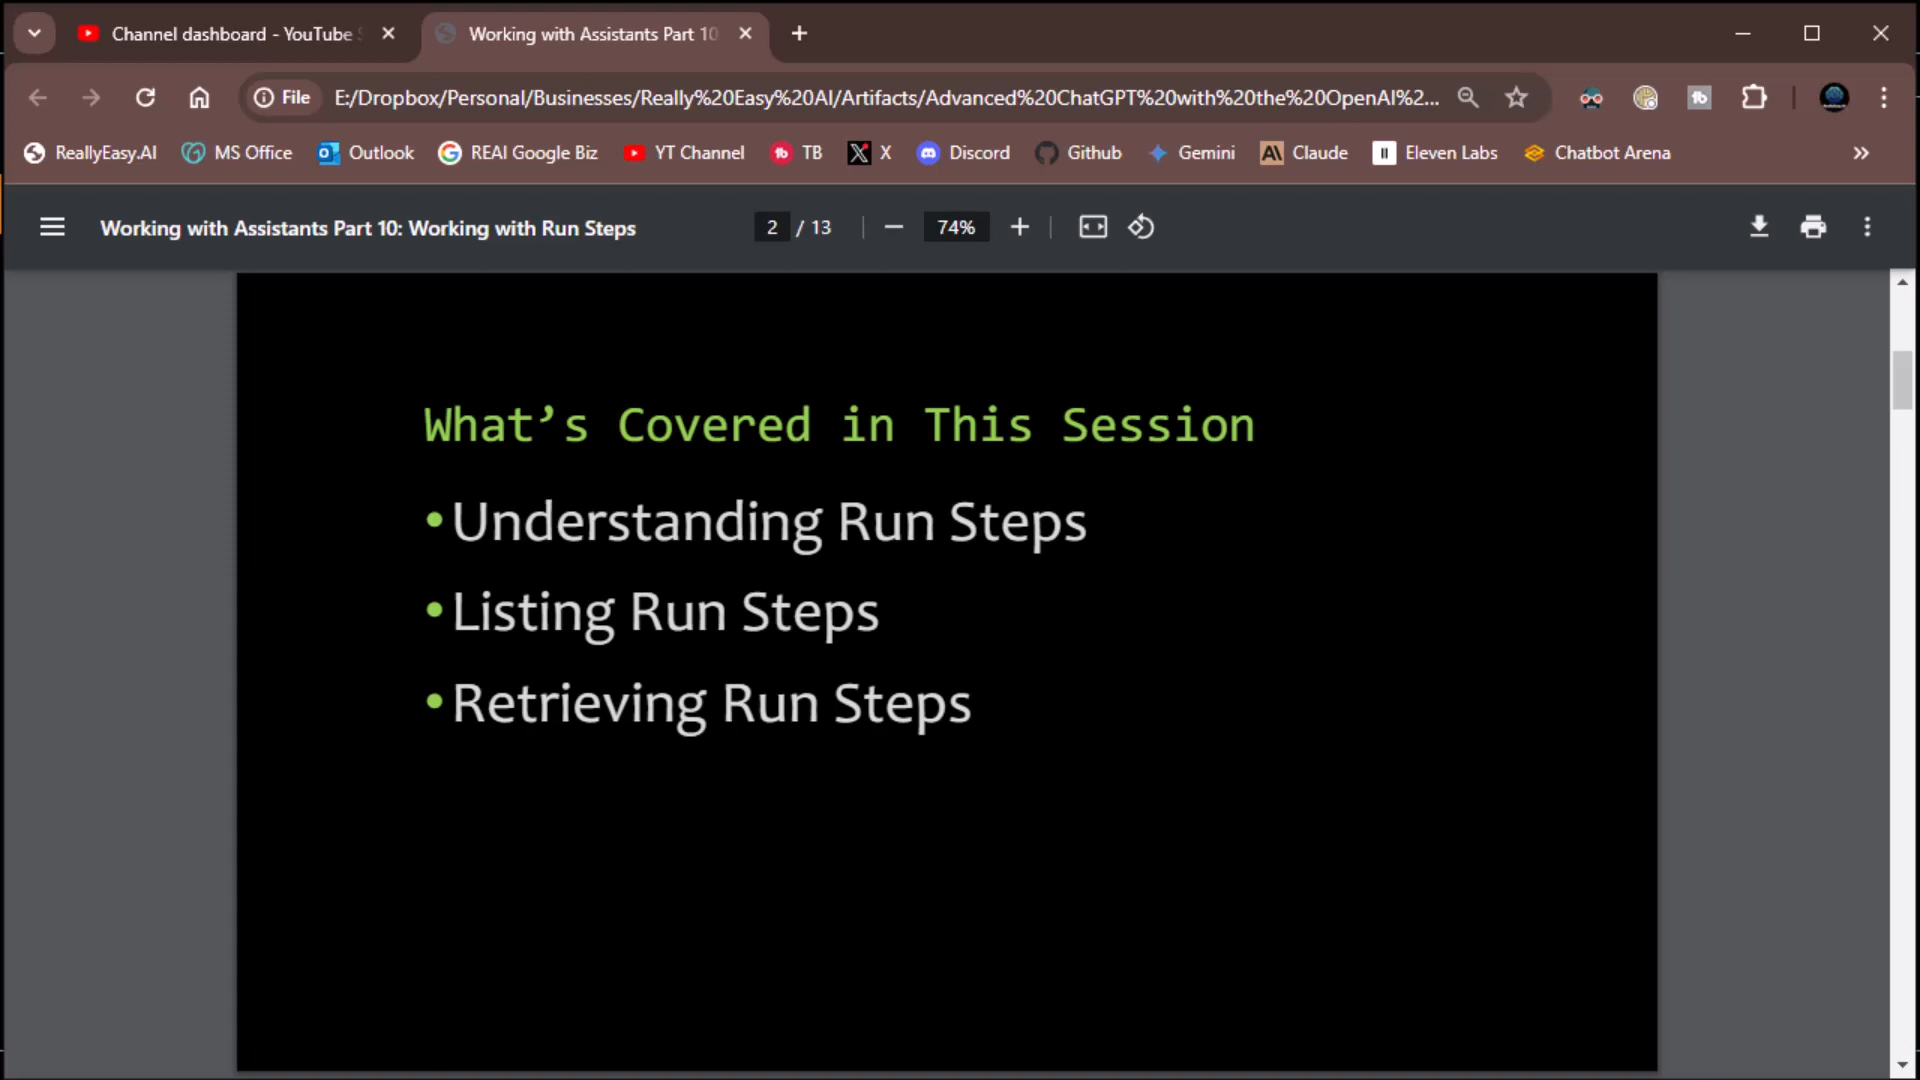 Channel dashboard - YouTube S
Working with Assistants Part 10
File
E:/Dropbox/Personal/Businesses/Really%20Easy%20AI/Artifacts/Advanced%20ChatGPT%20with%20the%20OpenAI%2...
ReallyEasy.AI
MS Office
Outlook
REAI Google Biz
YT Channel
TB
X
Discord
Github
Gemini
Claude
Eleven Labs
Chatbot Arena
Working with Assistants Part 10: Working with Run Steps
2 / 13
74%
What’s Covered in This Session
•Understanding Run Steps
•Listing Run Steps
•Retrieving Run Steps